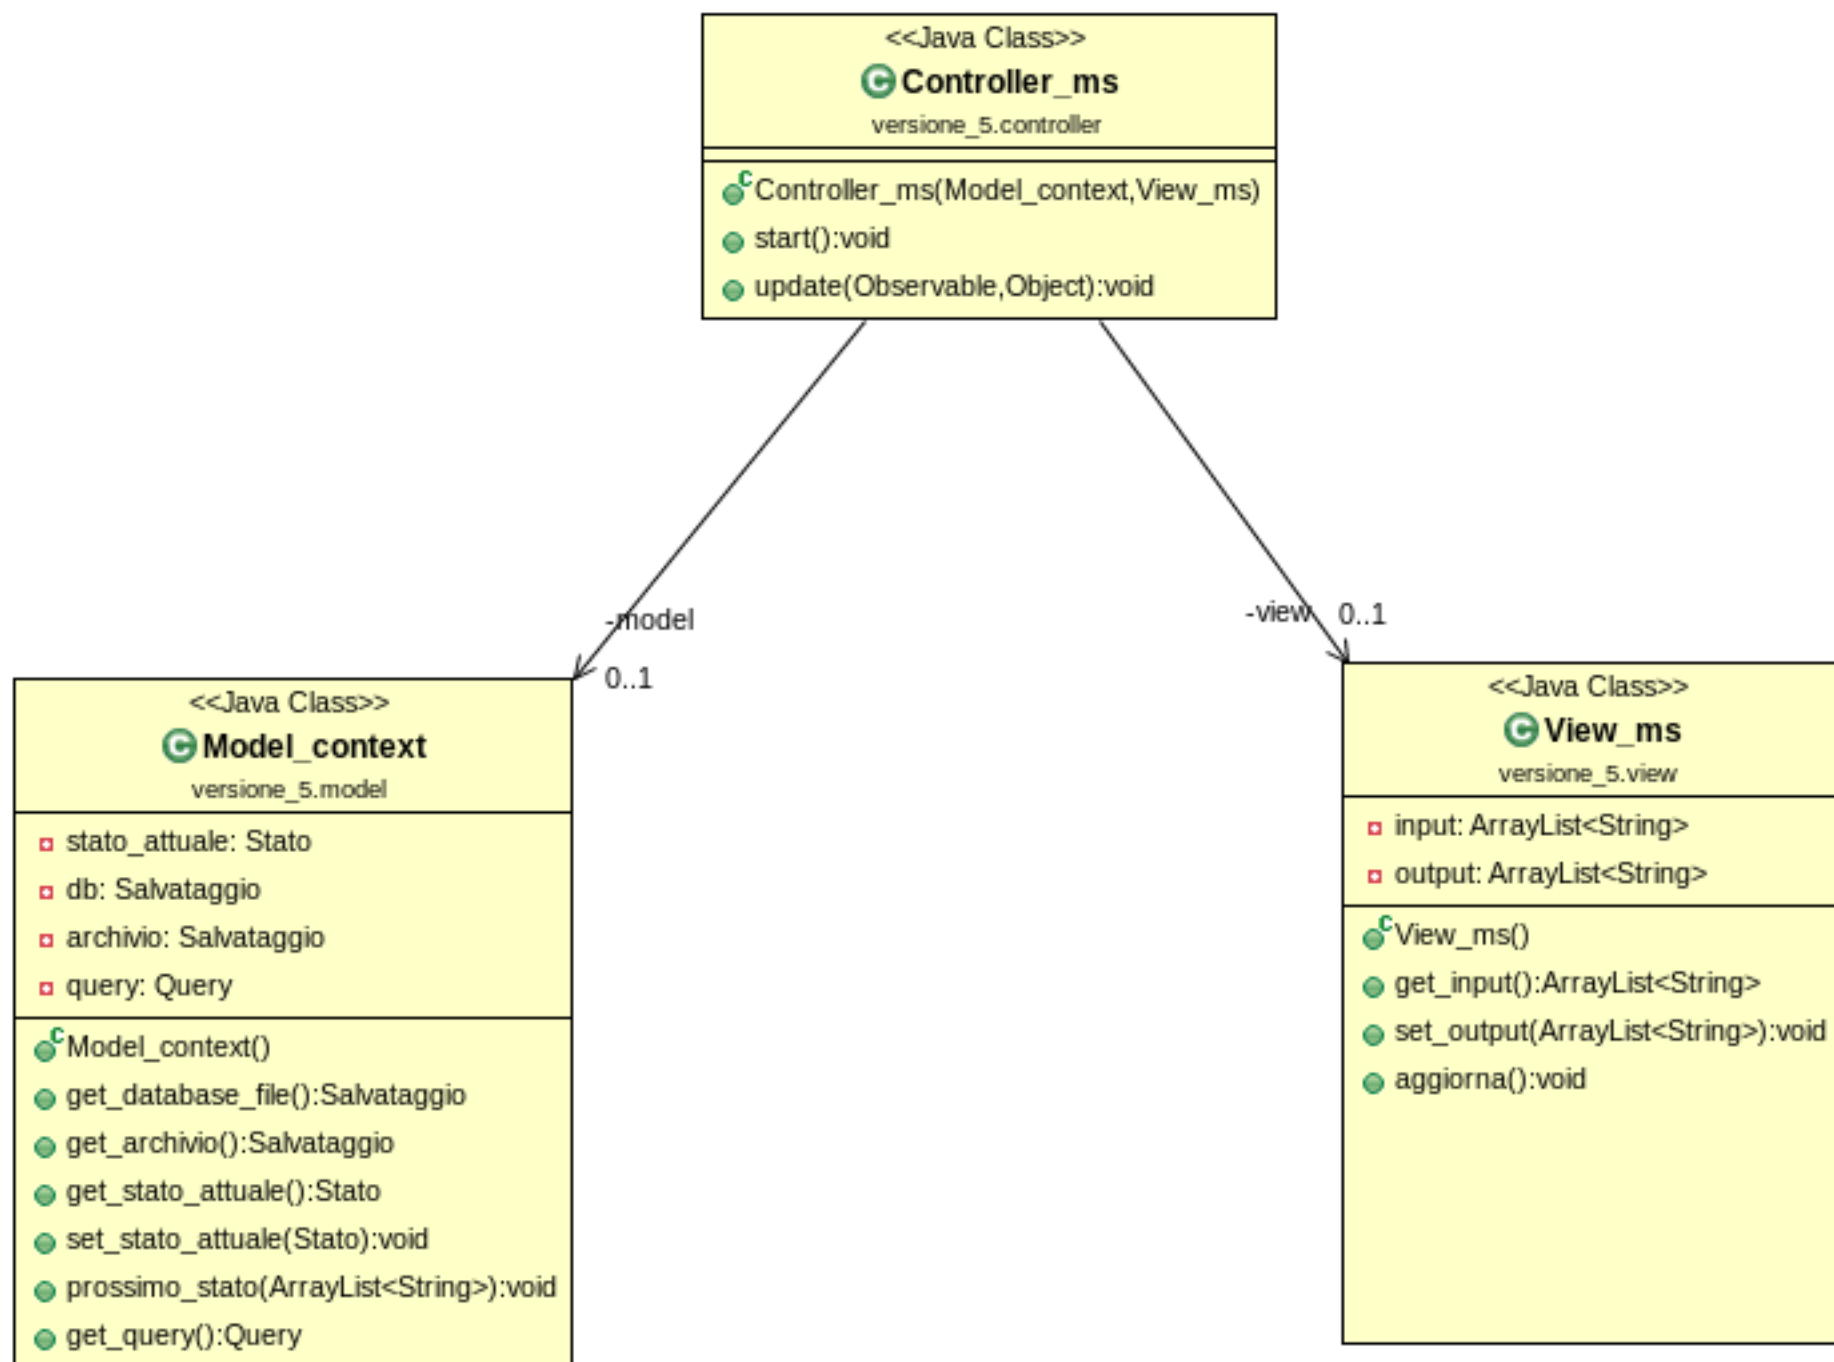 <<Java Class>>
Controller_ms
versione_5.controller
Controller_ms(Model_context,View_ms)
start():void
update(Observable,Object):void
-model
0..1
-view
0..1
<<Java Class>>
Model_context
versione_5.model
stato_attuale: Stato
db: Salvataggio
archivio: Salvataggio
query: Query
Model_context()
get_database_file():Salvataggio
get_archivio():Salvataggio
get_stato_attuale():Stato
set_stato_attuale(Stato):void
prossimo_stato(ArrayList<String>):void
get_query():Query
<<Java Class>>
View_ms
versione_5.view
input: ArrayList<String>
output: ArrayList<String>
View_ms()
get_input():ArrayList<String>
set_output(ArrayList<String>):void
aggiorna():void